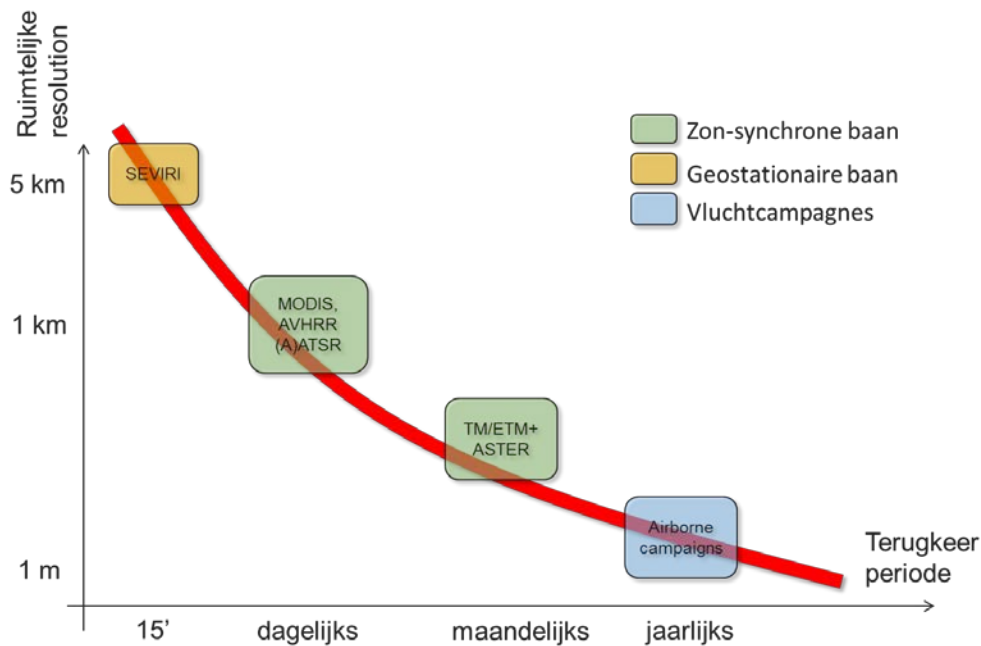 Ruimtelijke
resolution
5 km
1 km
1 m
SEVIRI
MODIS,
AVHRR
(A)ATSR
TM/ETM+
ASTER
Airborne
campaigns
Zon-synchrone baan
Geostationaire baan
Vluchtcampagnes
Terugkeer
periode
15’
dagelijks
maandelijks
jaarlijks